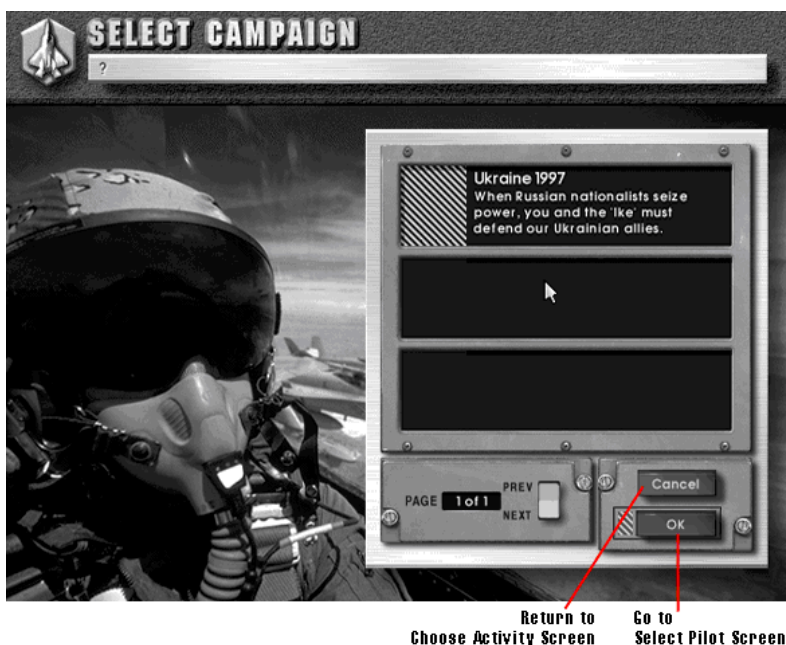 SELECT CAMPAIGN
?
Ukraine 1997
When Russian nationalists seize
power, you and the 'Ike' must
defend our Ukrainian allies.
PAGE 1 of 1 PREV
NEXT
Cancel
OK
Return to
Choose Activity Screen
Go to
Select Pilot Screen